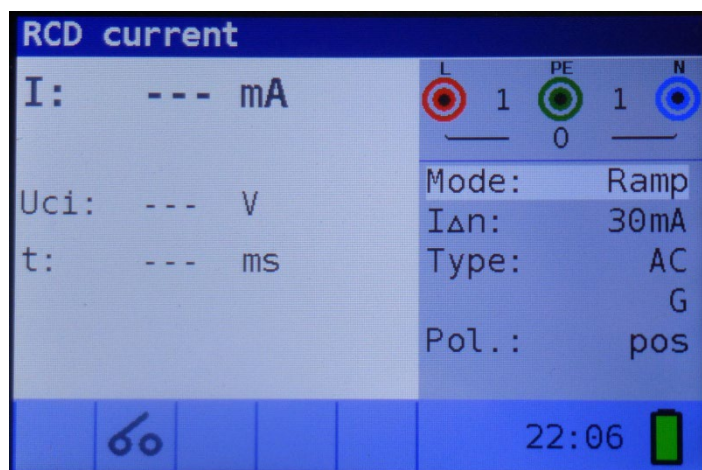 RCD current
I: --- mA
Uci: --- V
t: --- ms
L PE N
1 1
0
Mode: Ramp
I∆n: 30mA
Type: AC
G
Pol.: pos
22:06